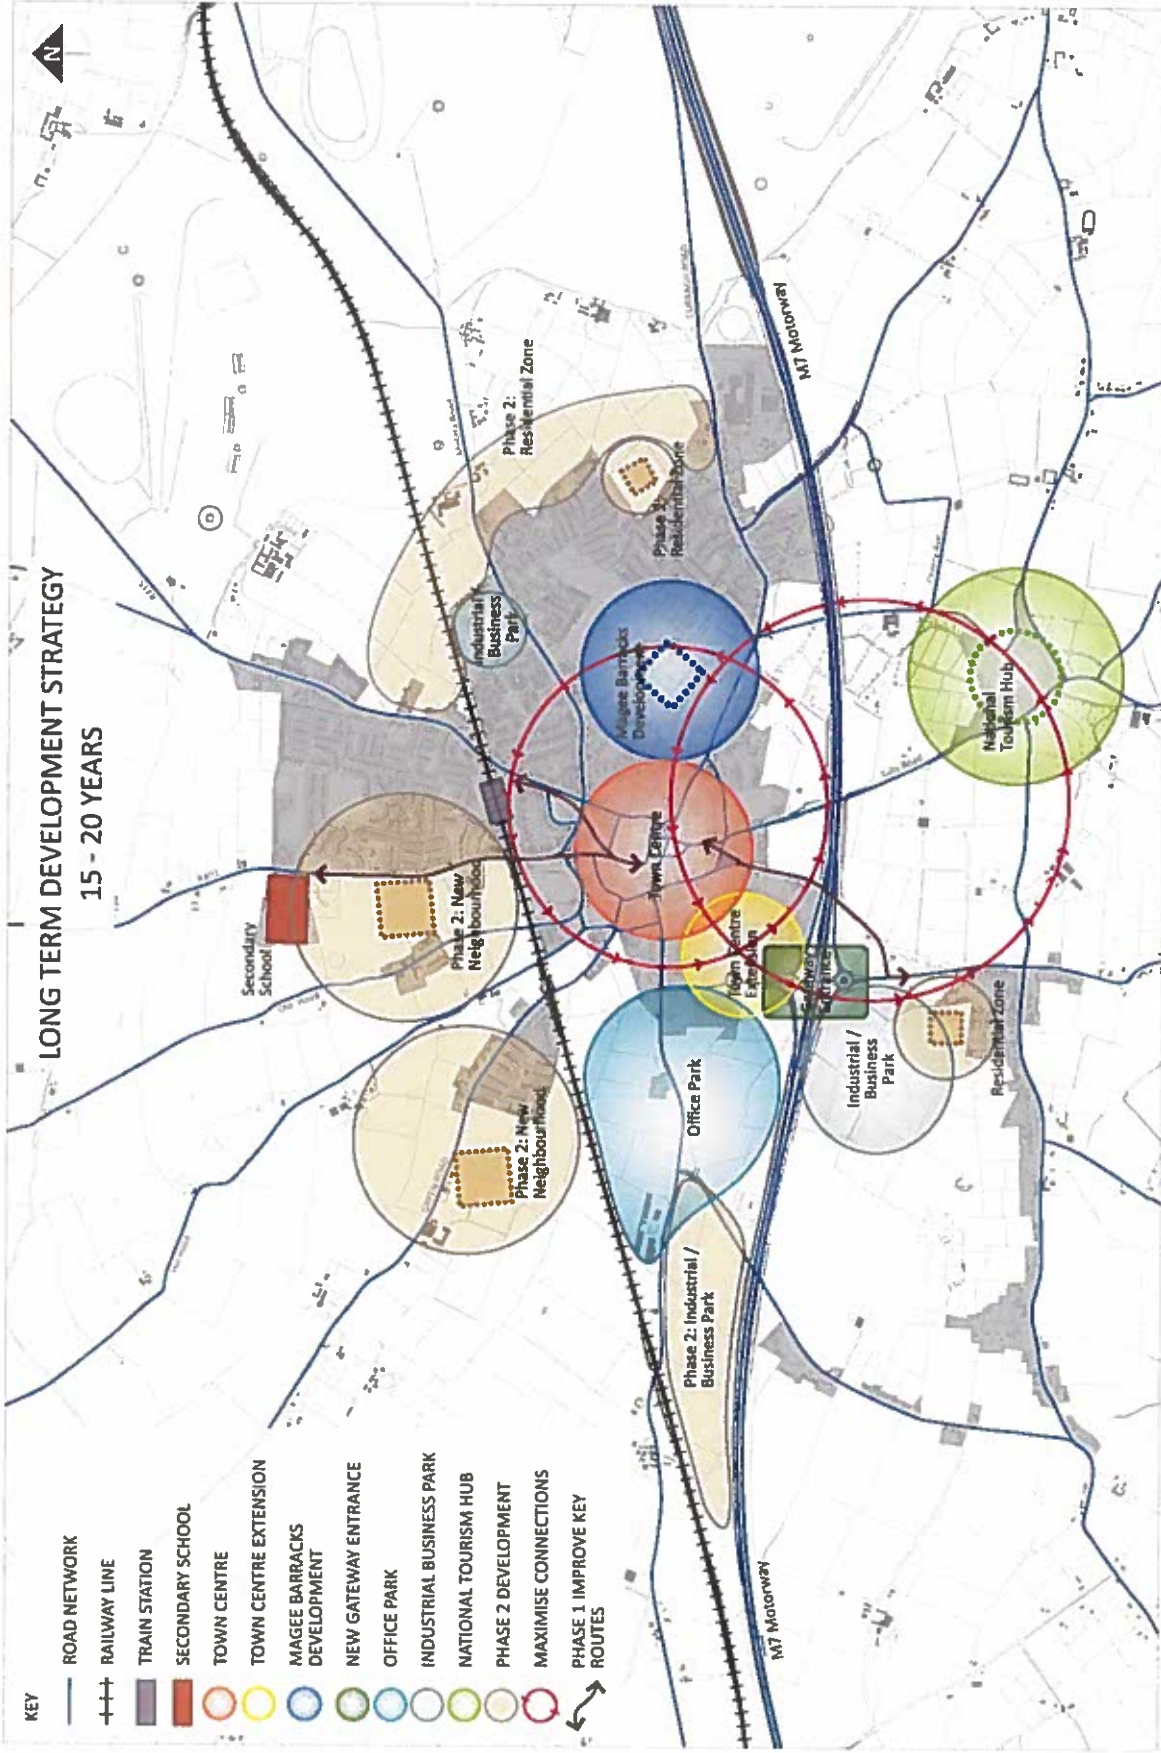 LONG TERM DEVELOPMENT STRATEGY
15 - 20 YEARS
N
KEY
ROAD NETWORK
RAILWAY LINE
TRAIN STATION
SECONDARY SCHOOL
TOWN CENTRE
TOWN CENTRE EXTENSION
MAGEE BARRACKS
DEVELOPMENT
NEW GATEWAY ENTRANCE
OFFICE PARK
INDUSTRIAL BUSINESS PARK
NATIONAL TOURISM HUB
PHASE 2 DEVELOPMENT
MAXIMISE CONNECTIONS
PHASE 1 IMPROVE KEY
ROUTES
Secondary
School
Phase 2: New
Neighbourhood
Phase 2: New
Neighbourhood
Industrial
Business
Park
Phase 2:
Residential Zone
Phase 1:
Residential Zone
Magee Barracks
Development
Town Centre
Town Centre
Extension
Gateway
Entrance
Office Park
Phase 2: Industrial /
Business Park
Industrial /
Business
Park
Residential Zone
National
Tourism Hub
Tully Road
M7 Motorway
M7 Motorway